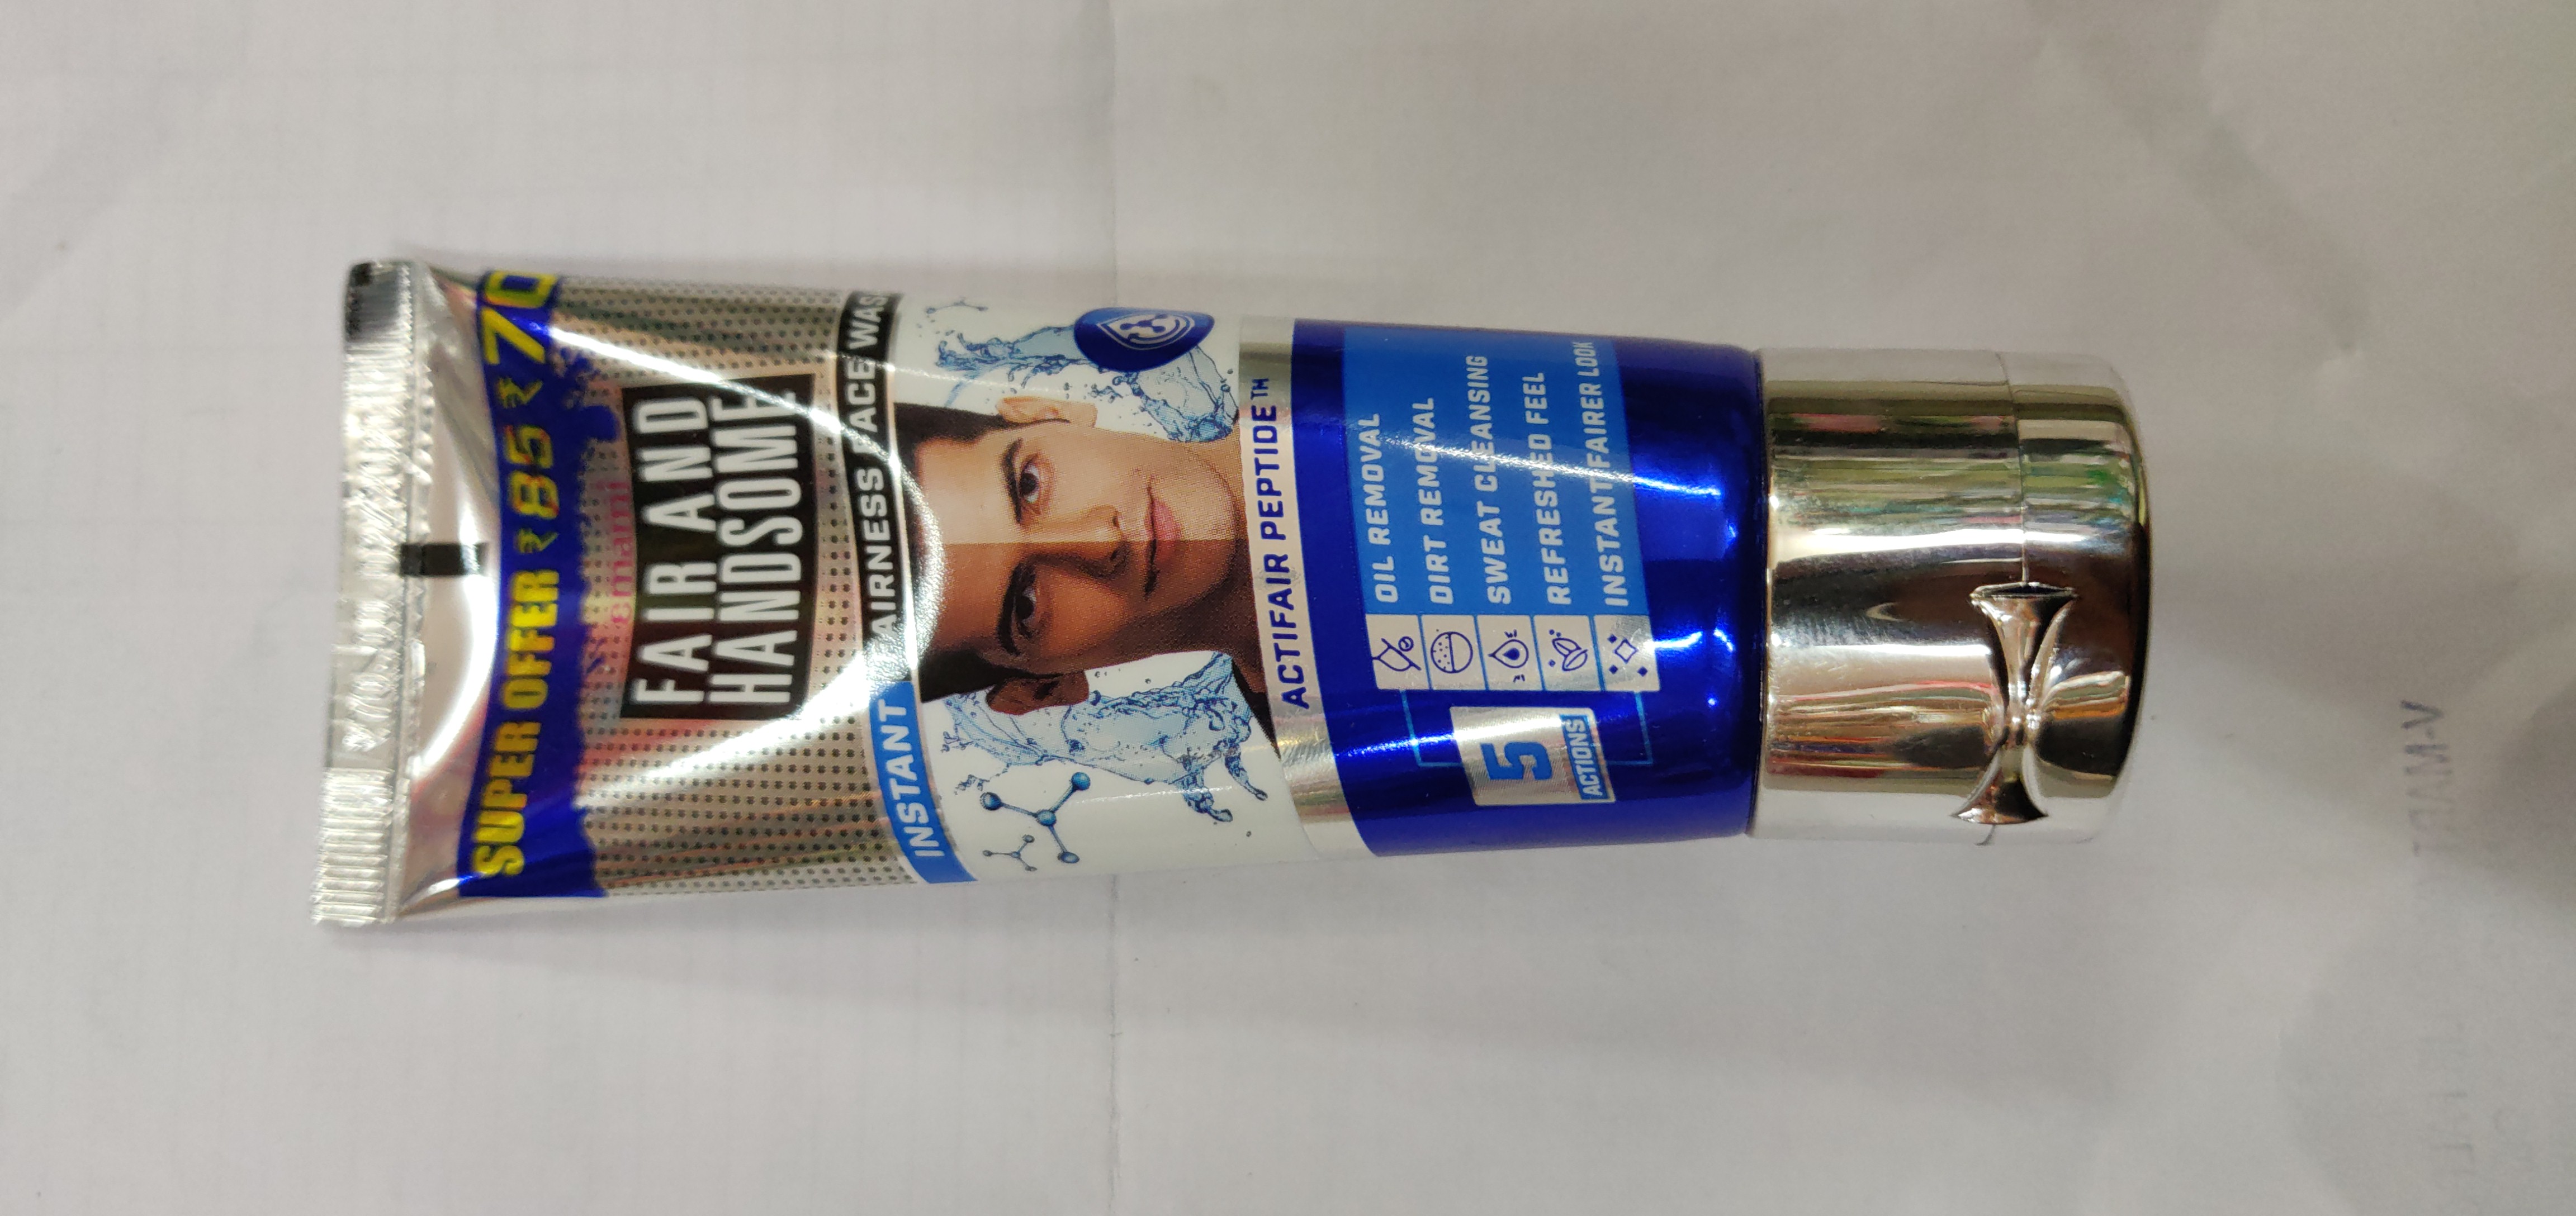 SUPER OFFER ₹85 ₹70
emami
FAIR AND
HANDSOME
INSTANT FAIRNESS FACE WAS
ACTIFAIR PEPTIDE™
5
ACTIONS
OIL REMOVAL
DIRT REMOVAL
SWEAT CLEANSING
REFRESHED FEEL
INSTANT FAIRER LOOK
V-MART